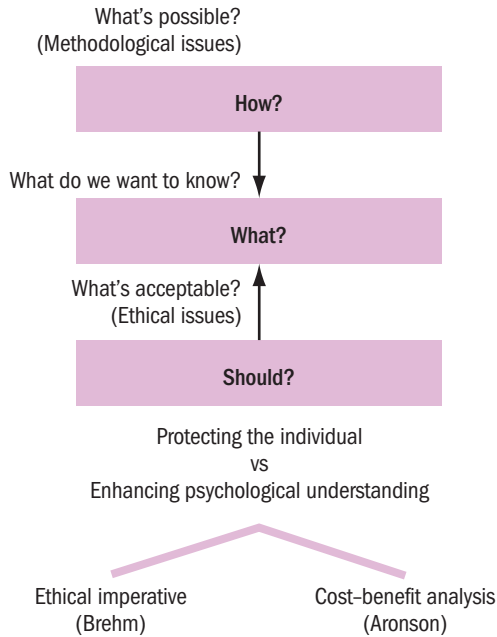 What's possible?
(Methodological issues)
How?
What do we want to know?
What?
What's acceptable?
(Ethical issues)
Should?
Protecting the individual
vs
Enhancing psychological understanding
Ethical imperative
(Brehm)
Cost–benefit analysis
(Aronson)